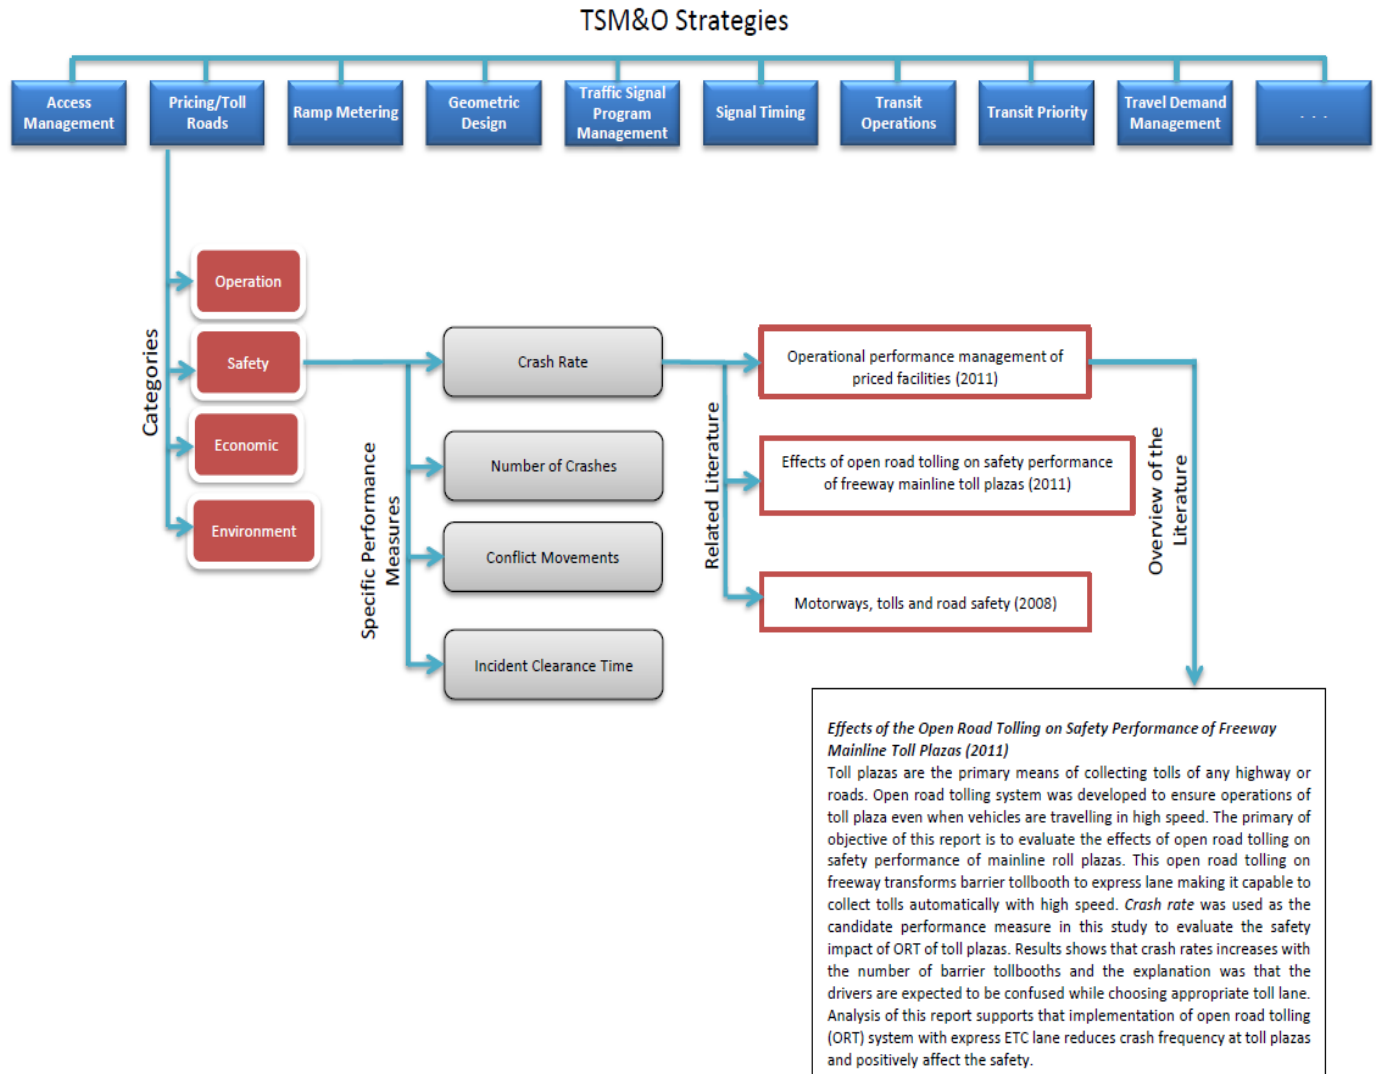 TSM&O Strategies
Access
Management
Pricing/Toll
Roads
Ramp Metering
Geometric
Design
Traffic Signal
Program
Management
Signal Timing
Transit
Operations
Transit Priority
Travel Demand
Management
. . .
Categories
Operation
Safety
Economic
Environment
Specific Performance
Measures
Crash Rate
Number of Crashes
Conflict Movements
Incident Clearance Time
Related Literature
Operational performance management of
priced facilities (2011)
Effects of open road tolling on safety performance
of freeway mainline toll plazas (2011)
Motorways, tolls and road safety (2008)
Overview of the
Literature
Effects of the Open Road Tolling on Safety Performance of Freeway
Mainline Toll Plazas (2011)
Toll plazas are the primary means of collecting tolls of any highway or
roads. Open road tolling system was developed to ensure operations of
toll plaza even when vehicles are travelling in high speed. The primary of
objective of this report is to evaluate the effects of open road tolling on
safety performance of mainline roll plazas. This open road tolling on
freeway transforms barrier tollbooth to express lane making it capable to
collect tolls automatically with high speed. Crash rate was used as the
candidate performance measure in this study to evaluate the safety
impact of ORT of toll plazas. Results shows that crash rates increases with
the number of barrier tollbooths and the explanation was that the
drivers are expected to be confused while choosing appropriate toll lane.
Analysis of this report supports that implementation of open road tolling
(ORT) system with express ETC lane reduces crash frequency at toll plazas
and positively affect the safety.